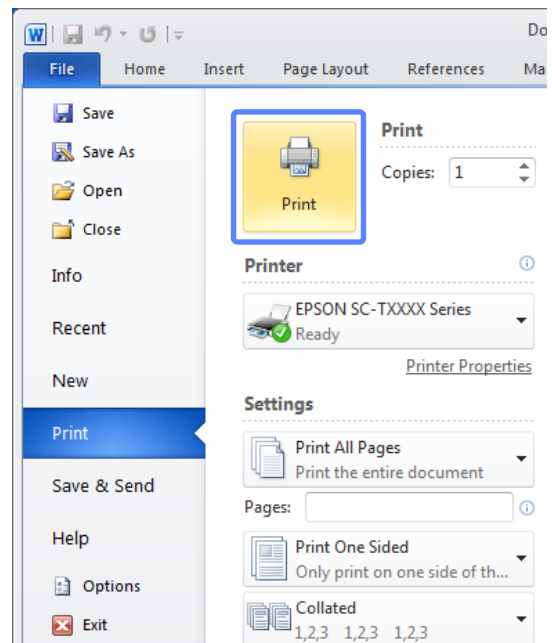 W
Do
File Home Insert Page Layout References Ma
Save
Save As
Open
Close
Info
Recent
New
Print
Save & Send
Help
Options
Exit
Print
Print
Copies: 1
Printer
EPSON SC-TXXXX Series
Ready
Printer Properties
Settings
Print All Pages
Print the entire document
Pages:
Print One Sided
Only print on one side of th...
Collated
1,2,3 1,2,3 1,2,3